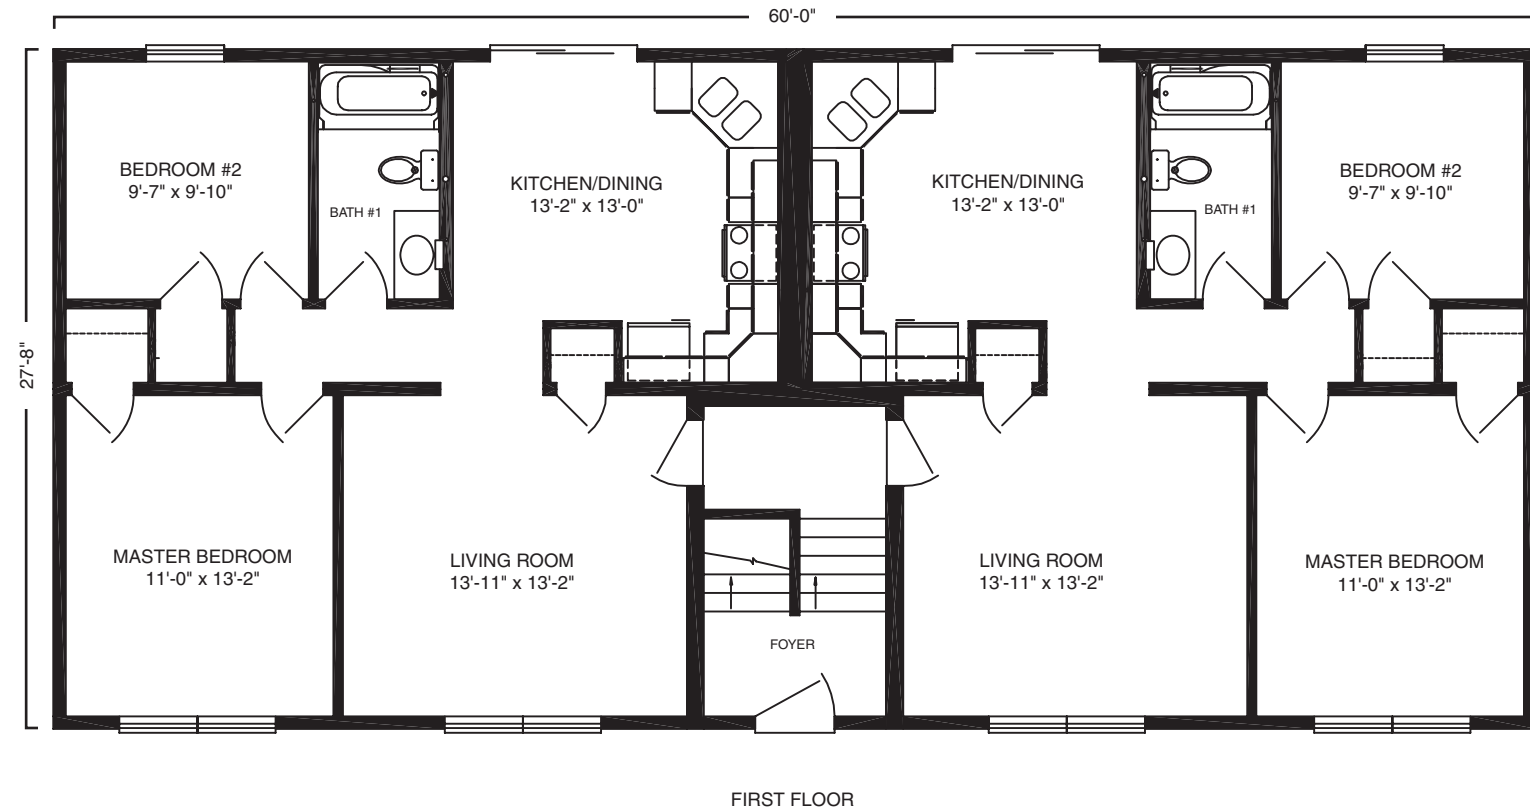 60'-0"
27'-8"
BEDROOM #2
9'-7" x 9'-10"
BATH #1
KITCHEN/DINING
13'-2" x 13'-0"
KITCHEN/DINING
13'-2" x 13'-0"
BATH #1
BEDROOM #2
9'-7" x 9'-10"
MASTER BEDROOM
11'-0" x 13'-2"
LIVING ROOM
13'-11" x 13'-2"
FOYER
LIVING ROOM
13'-11" x 13'-2"
MASTER BEDROOM
11'-0" x 13'-2"
FIRST FLOOR